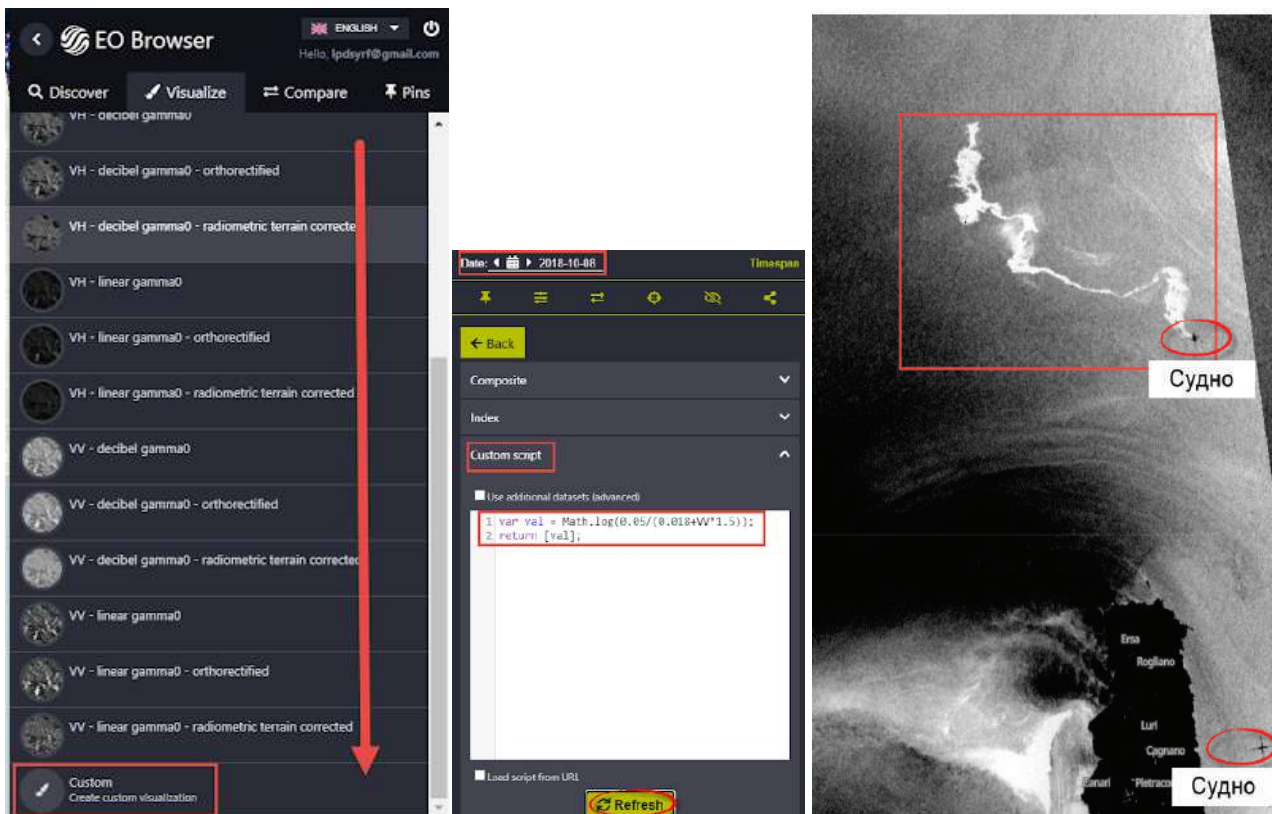 EO Browser
ENGLISH
Hello, lpdsyrf@gmail.com
Discover Visualize Compare Pins
VH - decibel gamma0
VH - decibel gamma0 - orthorectified
VH - decibel gamma0 - radiometric terrain correcte
VH - linear gamma0
VH - linear gamma0 - orthorectified
VH - linear gamma0 - radiometric terrain corrected
VV - decibel gamma0
VV - decibel gamma0 - orthorectified
VV - decibel gamma0 - radiometric terrain corrected
VV - linear gamma0
VV - linear gamma0 - orthorectified
VV - linear gamma0 - radiometric terrain corrected
Custom
Create custom visualization
Date: 2018-10-08 Timespan
Back
Composite
Index
Custom script
Use additional datasets (advanced)
1 var val = Math.log(0.05/(0.018+VV*1.5));
2 return [val];
Load script from URL
Refresh
Судно
Ersa
Rogliano
Luri
Cagnano
Canari
Pietraco
Судно